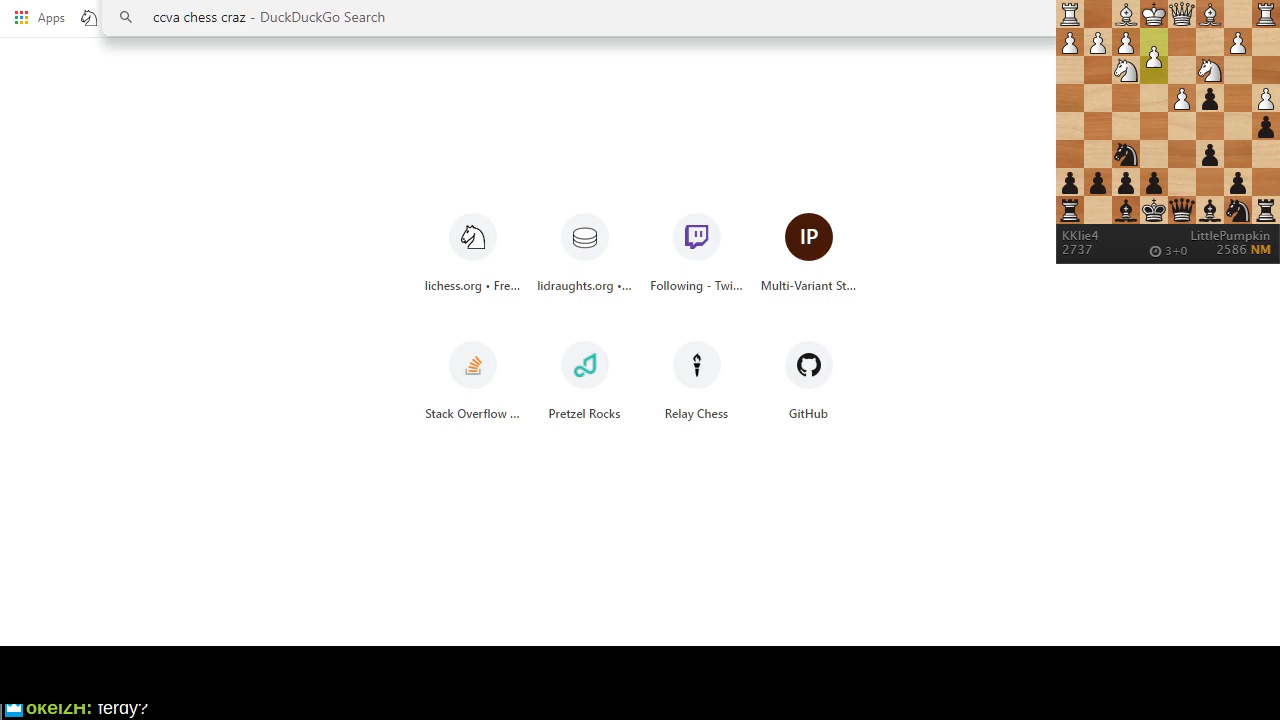 Apps
ccva chess craz - DuckDuckGo Search
KKlie4 LittlePumpkin
2737 3+0 2586 NM
IP
lichess.org • Fre... lidraughts.org •... Following - Twi... Multi-Variant St...
Stack Overflow ... Pretzel Rocks Relay Chess GitHub
okei2H: ferdy?